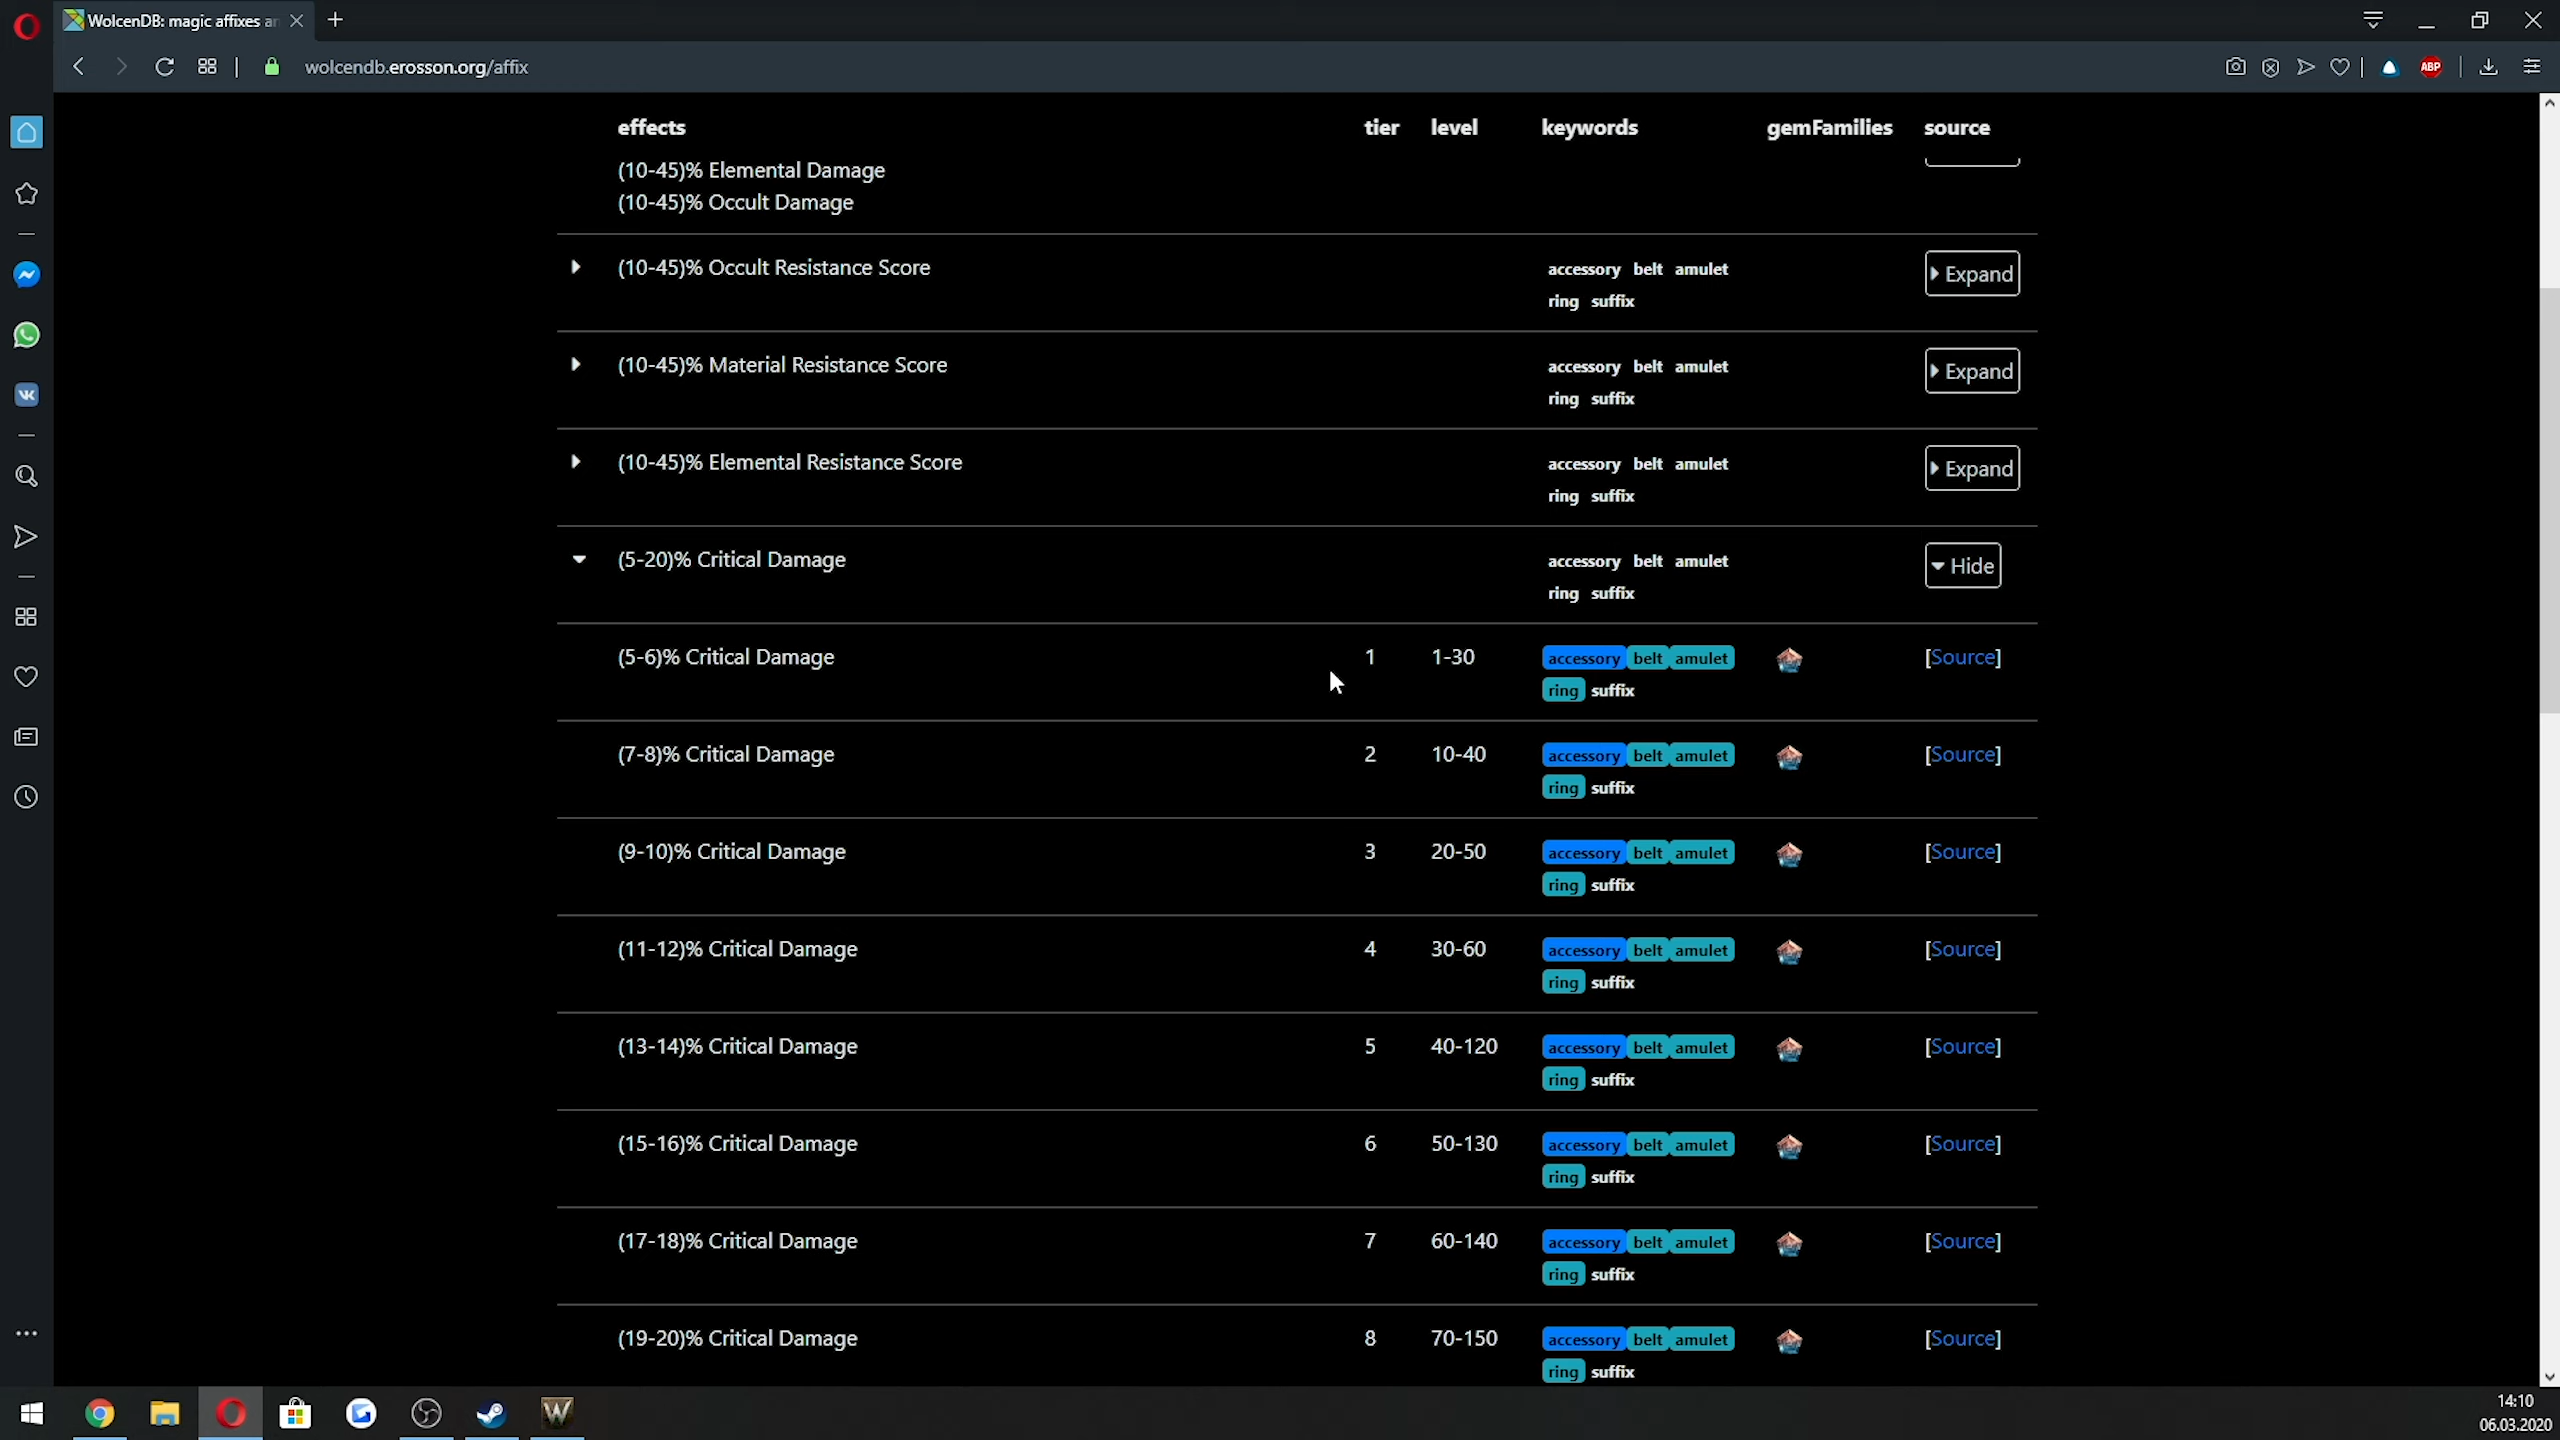 WolcenDB: magic affixes an
wolcendb.erosson.org/affix
ABP
effects tier level keywords gemFamilies source
(10-45)% Elemental Damage
(10-45)% Occult Damage
(10-45)% Occult Resistance Score accessory belt amulet Expand
ring suffix
(10-45)% Material Resistance Score accessory belt amulet Expand
ring suffix
(10-45)% Elemental Resistance Score accessory belt amulet Expand
ring suffix
(5-20)% Critical Damage accessory belt amulet Hide
ring suffix
(5-6)% Critical Damage 1 1-30 accessory belt amulet [Source]
ring suffix
(7-8)% Critical Damage 2 10-40 accessory belt amulet [Source]
ring suffix
(9-10)% Critical Damage 3 20-50 accessory belt amulet [Source]
ring suffix
(11-12)% Critical Damage 4 30-60 accessory belt amulet [Source]
ring suffix
(13-14)% Critical Damage 5 40-120 accessory belt amulet [Source]
ring suffix
(15-16)% Critical Damage 6 50-130 accessory belt amulet [Source]
ring suffix
(17-18)% Critical Damage 7 60-140 accessory belt amulet [Source]
ring suffix
(19-20)% Critical Damage 8 70-150 accessory belt amulet [Source]
ring suffix
14:10
06.03.2020